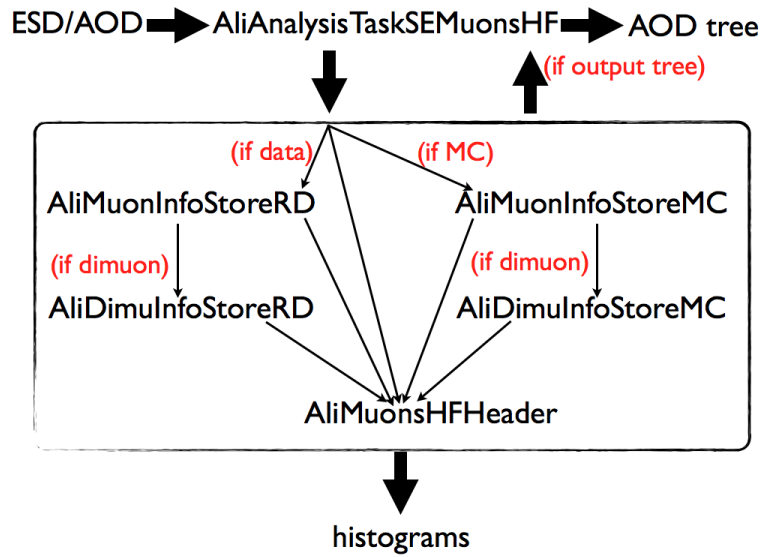 ESD/AOD AliAnalysisTaskSEMuonsHF AOD tree
(if output tree)
(if data) (if MC)
AliMuonInfoStoreRD AliMuonInfoStoreMC
(if dimuon) (if dimuon)
AliDimuInfoStoreRD AliDimuInfoStoreMC
AliMuonsHFHeader
histograms